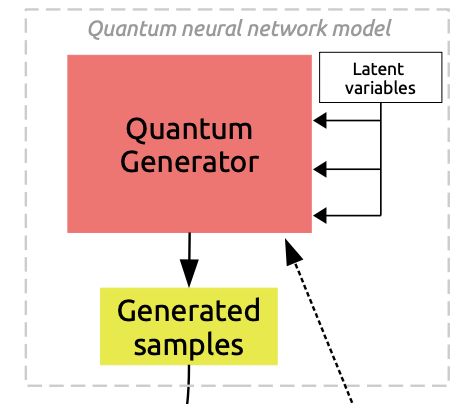 Quantum neural network model
Latent
variables
Quantum
Generator
Generated
samples